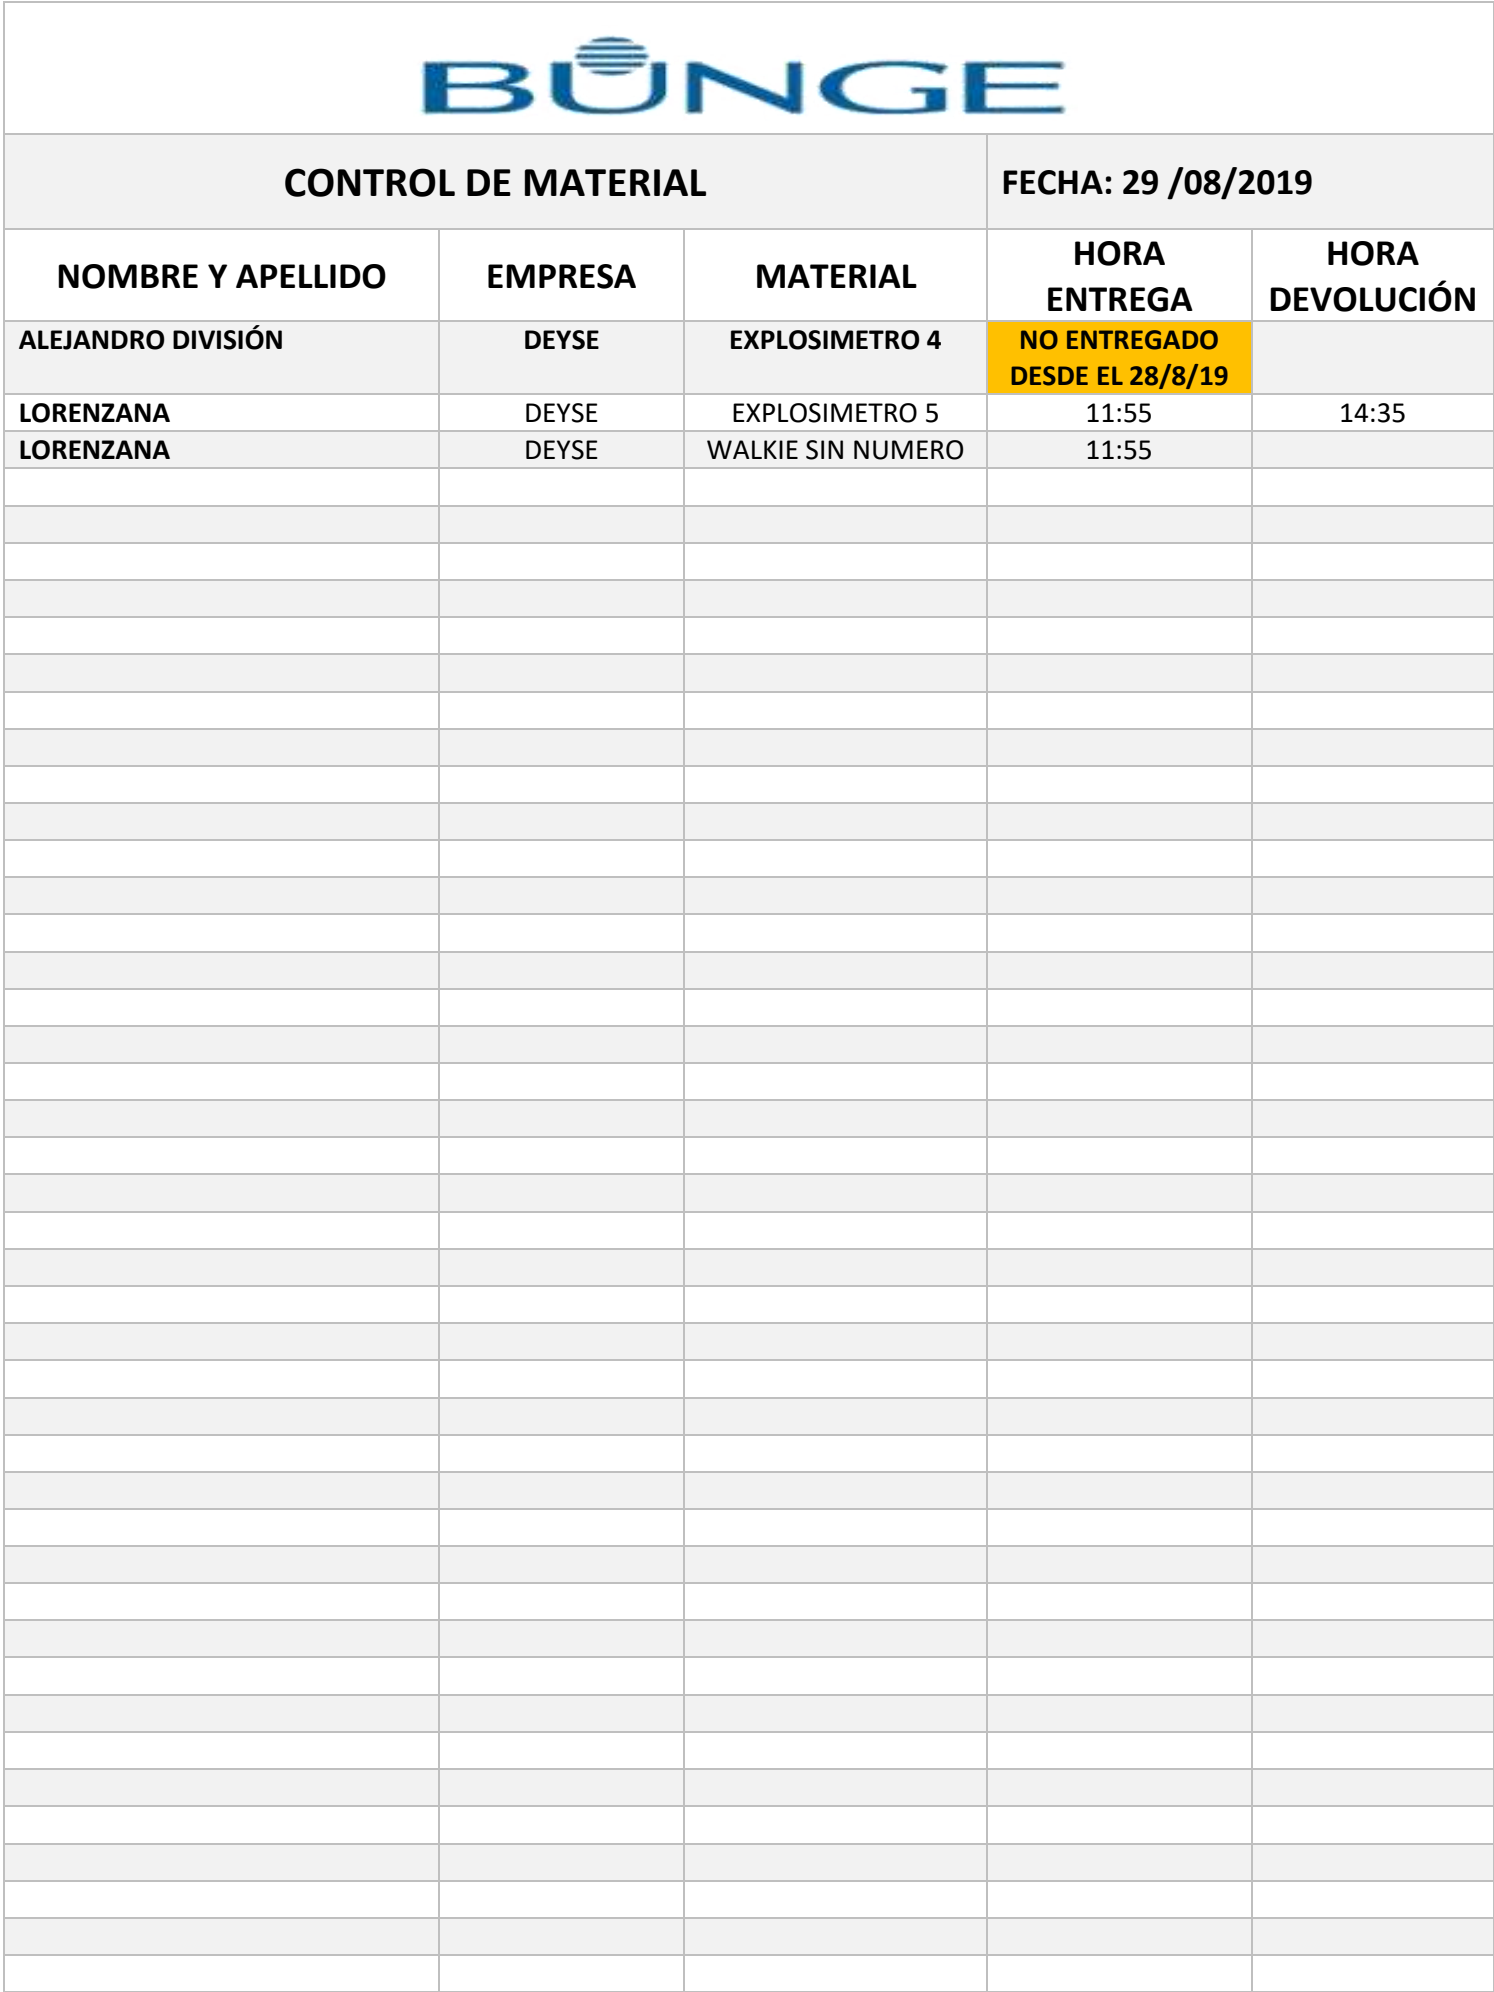 BUNGE
CONTROL DE MATERIAL
FECHA: 29 /08/2019
NOMBRE Y APELLIDO
EMPRESA
MATERIAL
HORA
ENTREGA
HORA
DEVOLUCIÓN
ALEJANDRO DIVISIÓN
DEYSE
EXPLOSIMETRO 4
NO ENTREGADO
DESDE EL 28/8/19
LORENZANA
DEYSE
EXPLOSIMETRO 5
11:55
14:35
LORENZANA
DEYSE
WALKIE SIN NUMERO
11:55